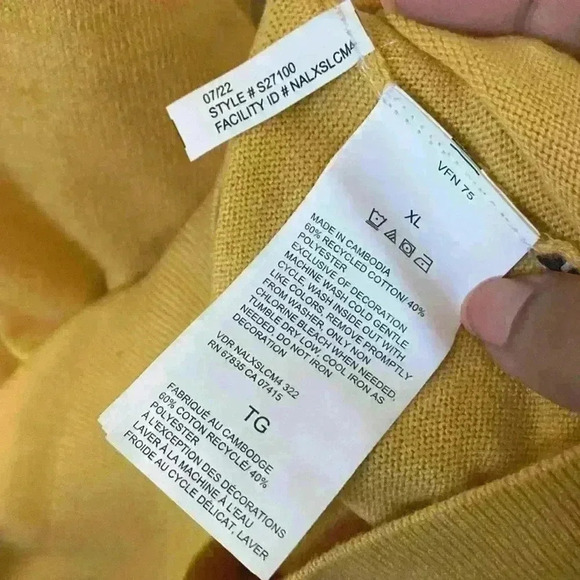 07/22
STYLE # S27100
FACILITY ID # NALXSLCM4
VFN 75
XL
MADE IN CAMBODIA
60% RECYCLED COTTON/ 40%
POLYESTER
EXCLUSIVE OF DECORATION
MACHINE WASH COLD GENTLE
CYCLE, WASH INSIDE OUT WITH
LIKE COLORS, REMOVE PROMPTLY
FROM WASHER, ONLY NON
CHLORINE BLEACH WHEN NEEDED,
TUMBLE DRY LOW, COOL IRON AS
NEEDED, DO NOT IRON
DECORATION
VDR NALXSLCM4 322
RN 67835 CA 07415
TG
FABRIQUÉ AU CAMBODGE
60% COTON RECYCLÉ/ 40%
POLYESTER
À L'EXCEPTION DES DÉCORATIONS
LAVER À LA MACHINE À L'EAU
FROIDE AU CYCLE DÉLICAT, LAVER